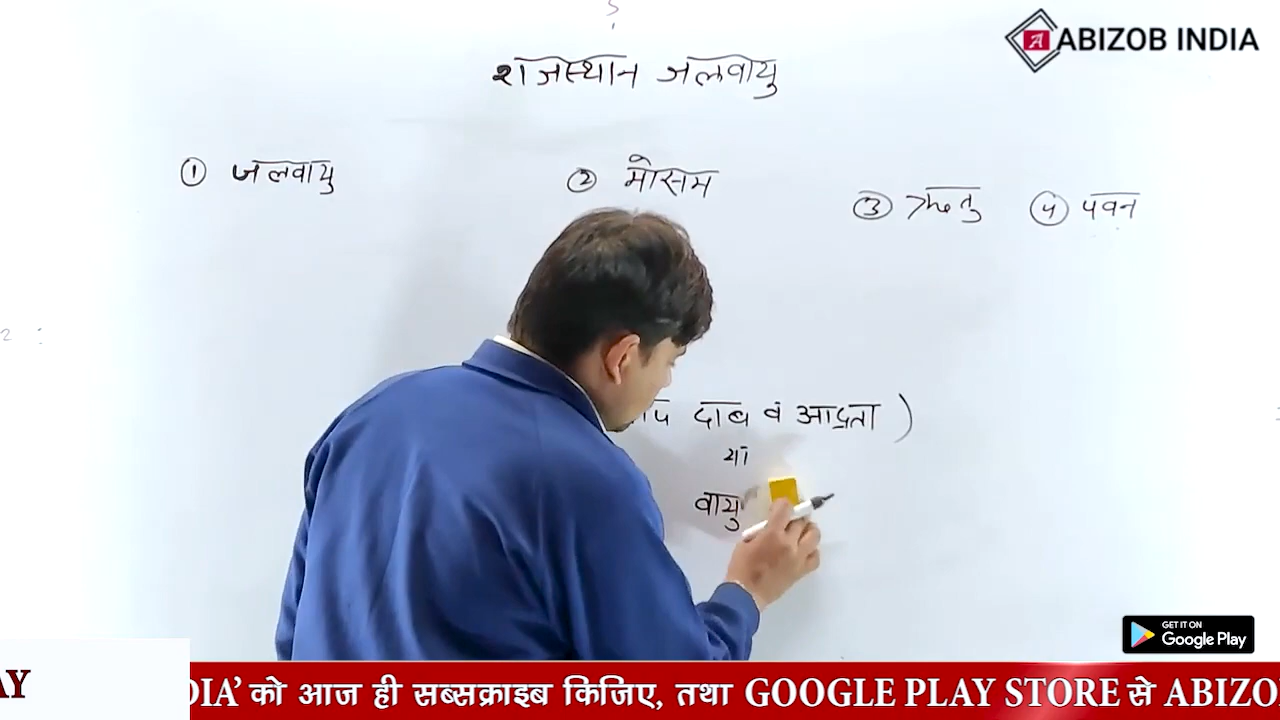 ABIZOB INDIA
राजस्थान जलवायु
① जलवायु
② मौसम
③ ऋतु
④ पवन
दाब वं आद्रता )
यां
वायु
GET IT ON
Google Play
DIA’ को आज ही सब्सक्राइब किजिए, तथा GOOGLE PLAY STORE से ABIZO